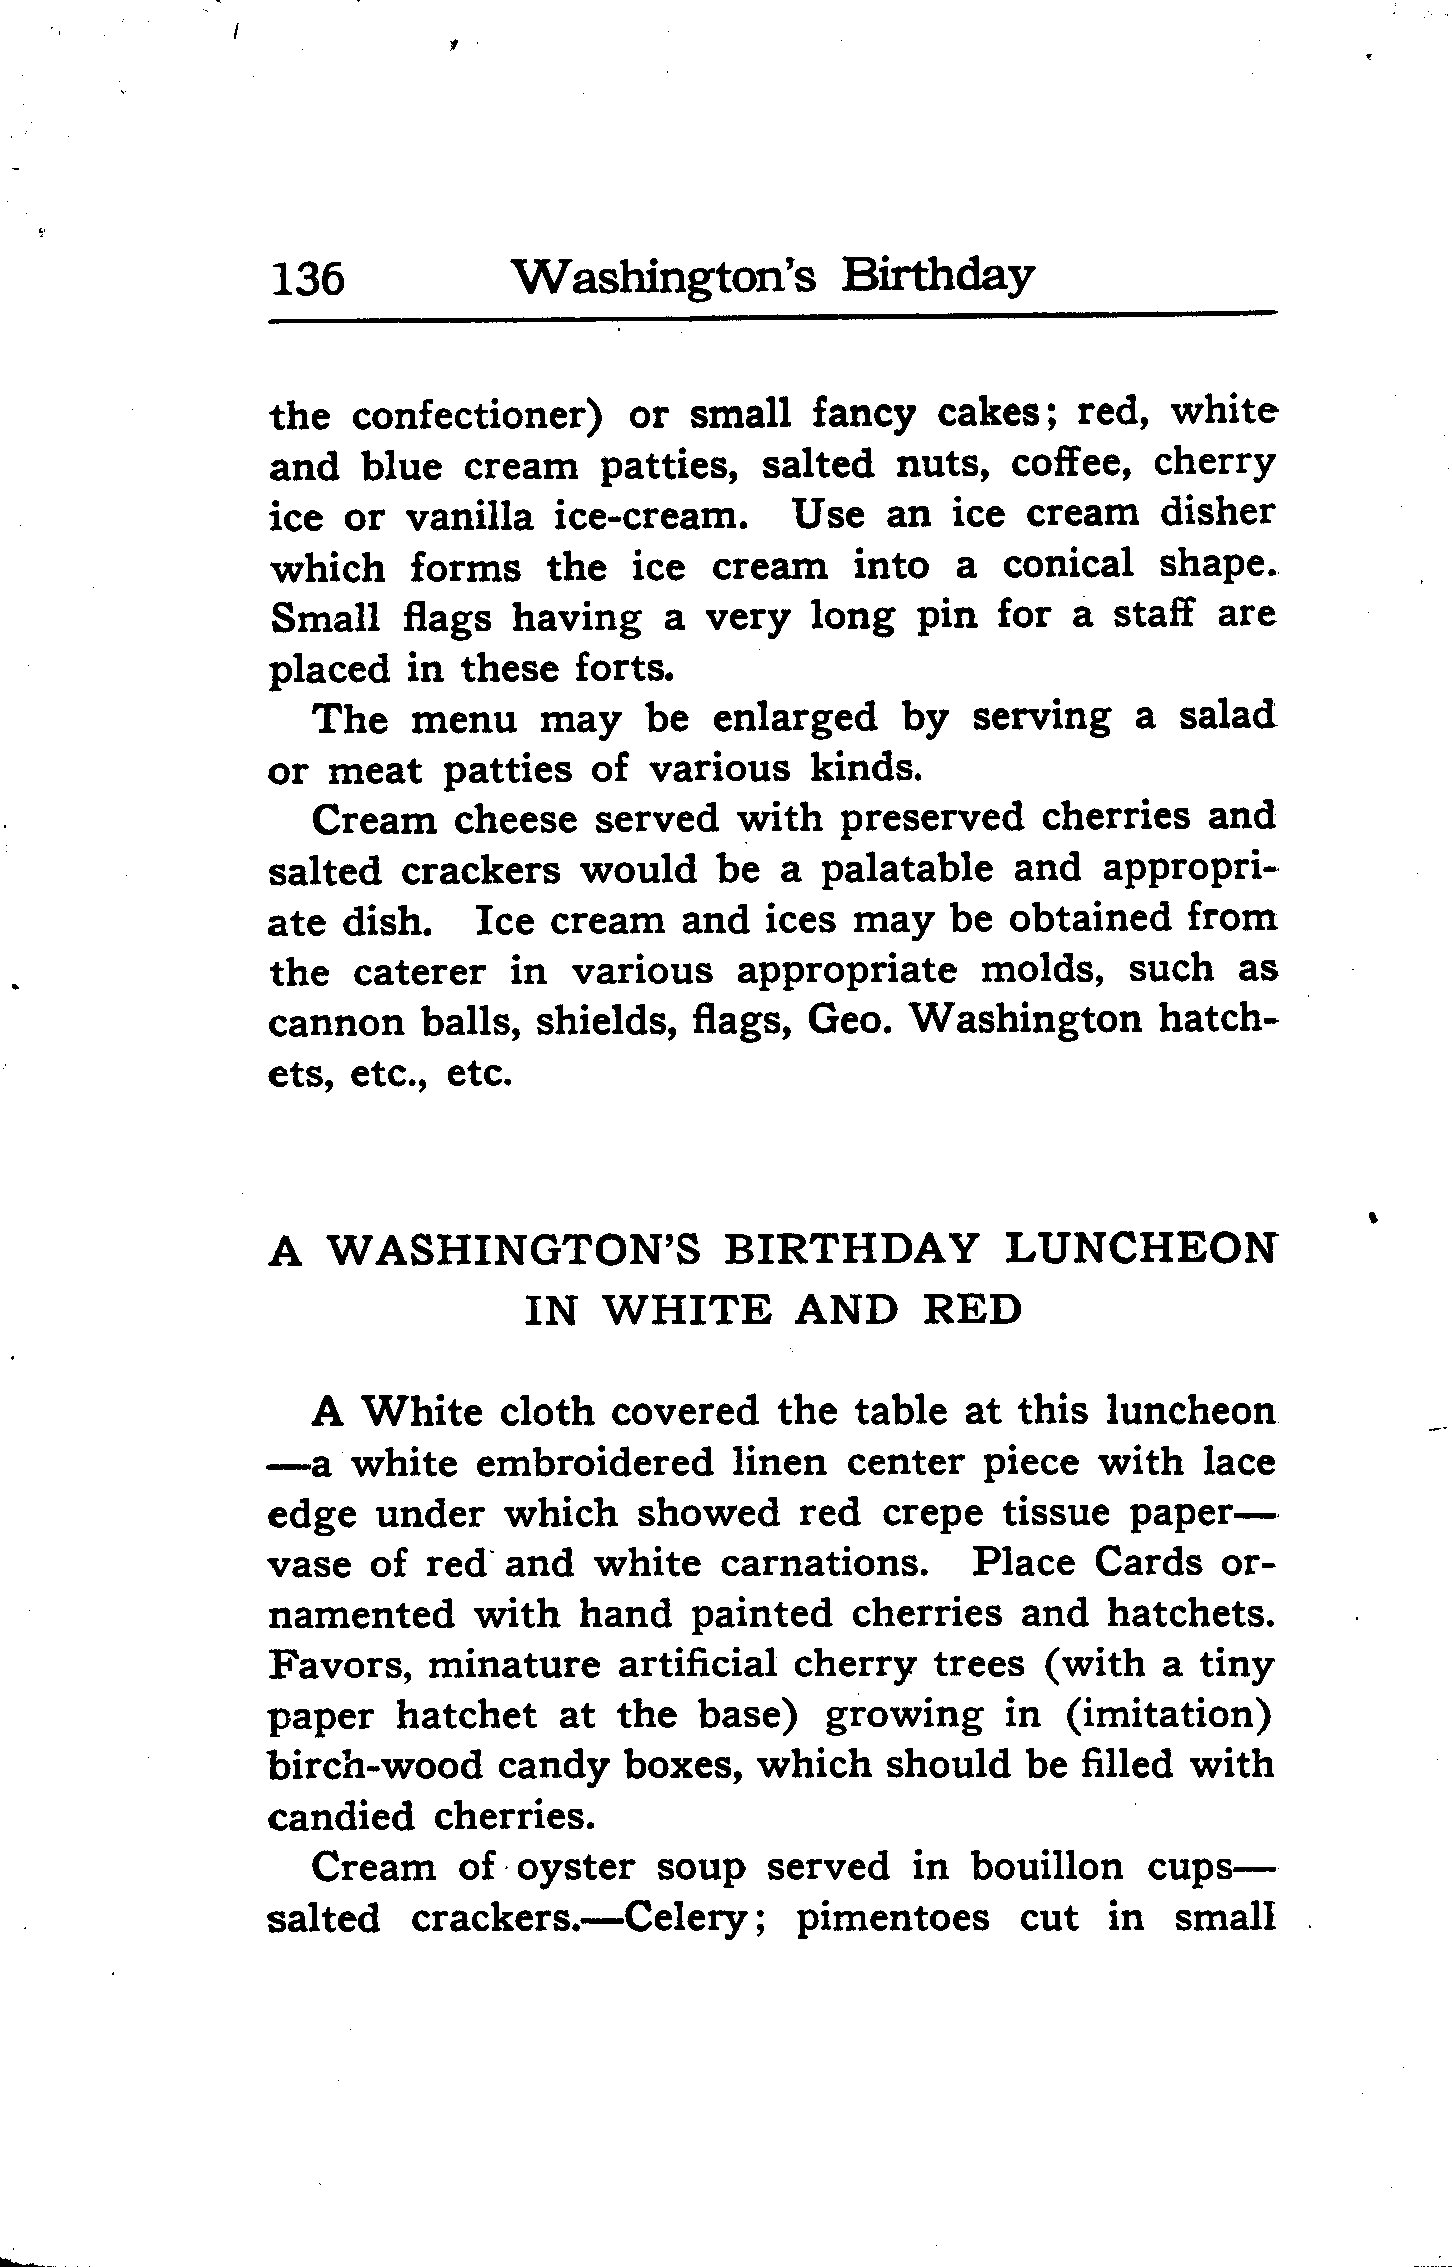 136 Washington's Birthday
the confectioner) or small fancy cakes; red, white
and blue cream patties, salted nuts, coffee, cherry
ice or vanilla ice-cream. Use an ice cream disher
which forms the ice cream into a conical shape.
Small flags having a very long pin for a staff are
placed in these forts.
The menu may be enlarged by serving a salad
or meat patties of various kinds.
Cream cheese served with preserved cherries and
salted crackers would be a palatable and appropri-
ate dish. Ice cream and ices may be obtained from
the caterer in various appropriate molds, such as
cannon balls, shields, flags, Geo. Washington hatch-
ets, etc., etc.
A WASHINGTON'S BIRTHDAY LUNCHEON
IN WHITE AND RED
A White cloth covered the table at this luncheon
—a white embroidered linen center piece with lace
edge under which showed red crepe tissue paper—
vase of red and white carnations. Place Cards or-
namented with hand painted cherries and hatchets.
Favors, minature artificial cherry trees (with a tiny
paper hatchet at the base) growing in (imitation)
birch-wood candy boxes, which should be filled with
candied cherries.
Cream of oyster soup served in bouillon cups—
salted crackers.—Celery; pimentoes cut in small